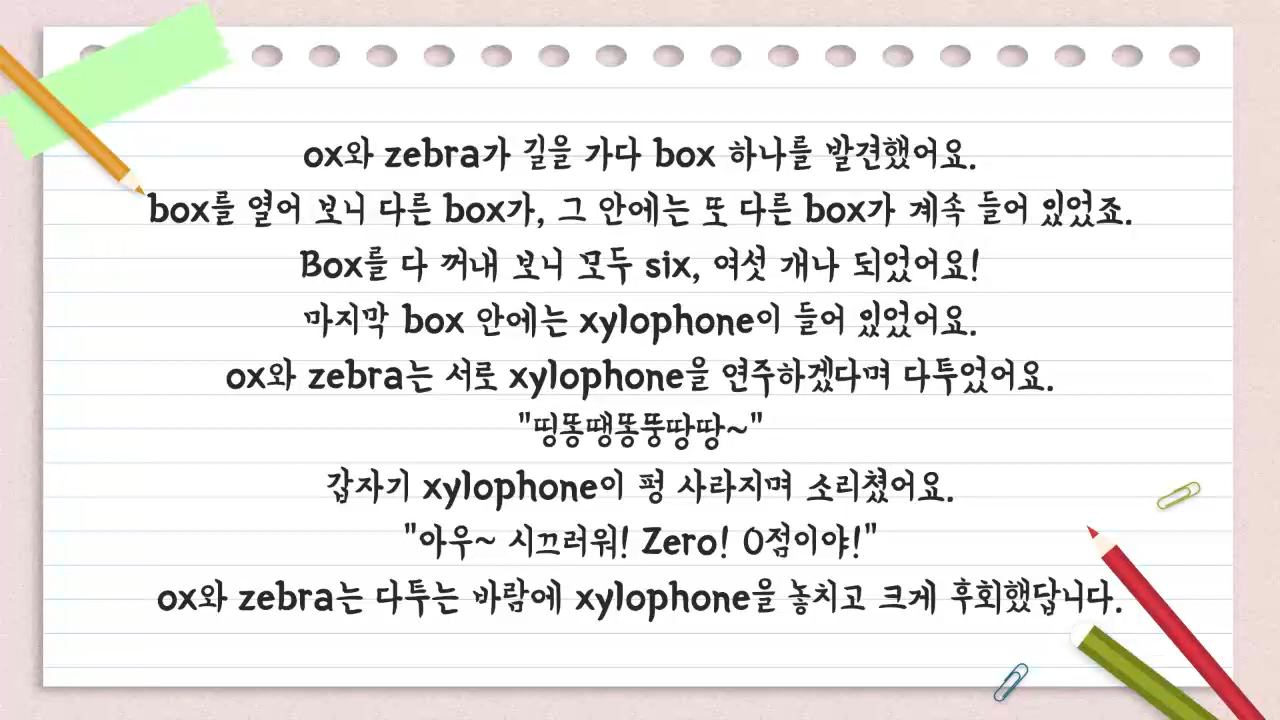 ox와 zebra가 길을 가다 box 하나를 발견했어요.
box를 열어 보니 다른 box가, 그 안에는 또 다른 box가 계속 들어 있었죠.
Box를 다 꺼내 보니 모두 six, 여섯 개나 되었어요!
마지막 box 안에는 xylophone이 들어 있었어요.
ox와 zebra는 서로 xylophone을 연주하겠다며 다투었어요.
"띵똥땡똥뚱땅땅~"
갑자기 xylophone이 펑 사라지며 소리쳤어요.
"아우~ 시끄러워! Zero! 0점이야!"
ox와 zebra는 다투는 바람에 xylophone을 놓치고 크게 후회했답니다.